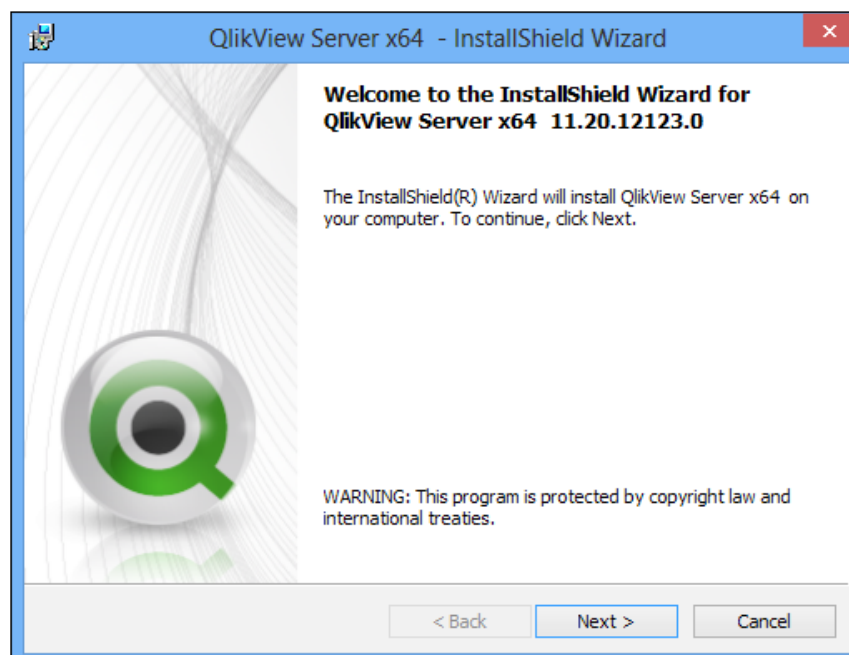 QlikView Server x64 - InstallShield Wizard
Welcome to the InstallShield Wizard for
QlikView Server x64 11.20.12123.0
The InstallShield(R) Wizard will install QlikView Server x64 on
your computer. To continue, click Next.
WARNING: This program is protected by copyright law and
international treaties.
< Back Next > Cancel